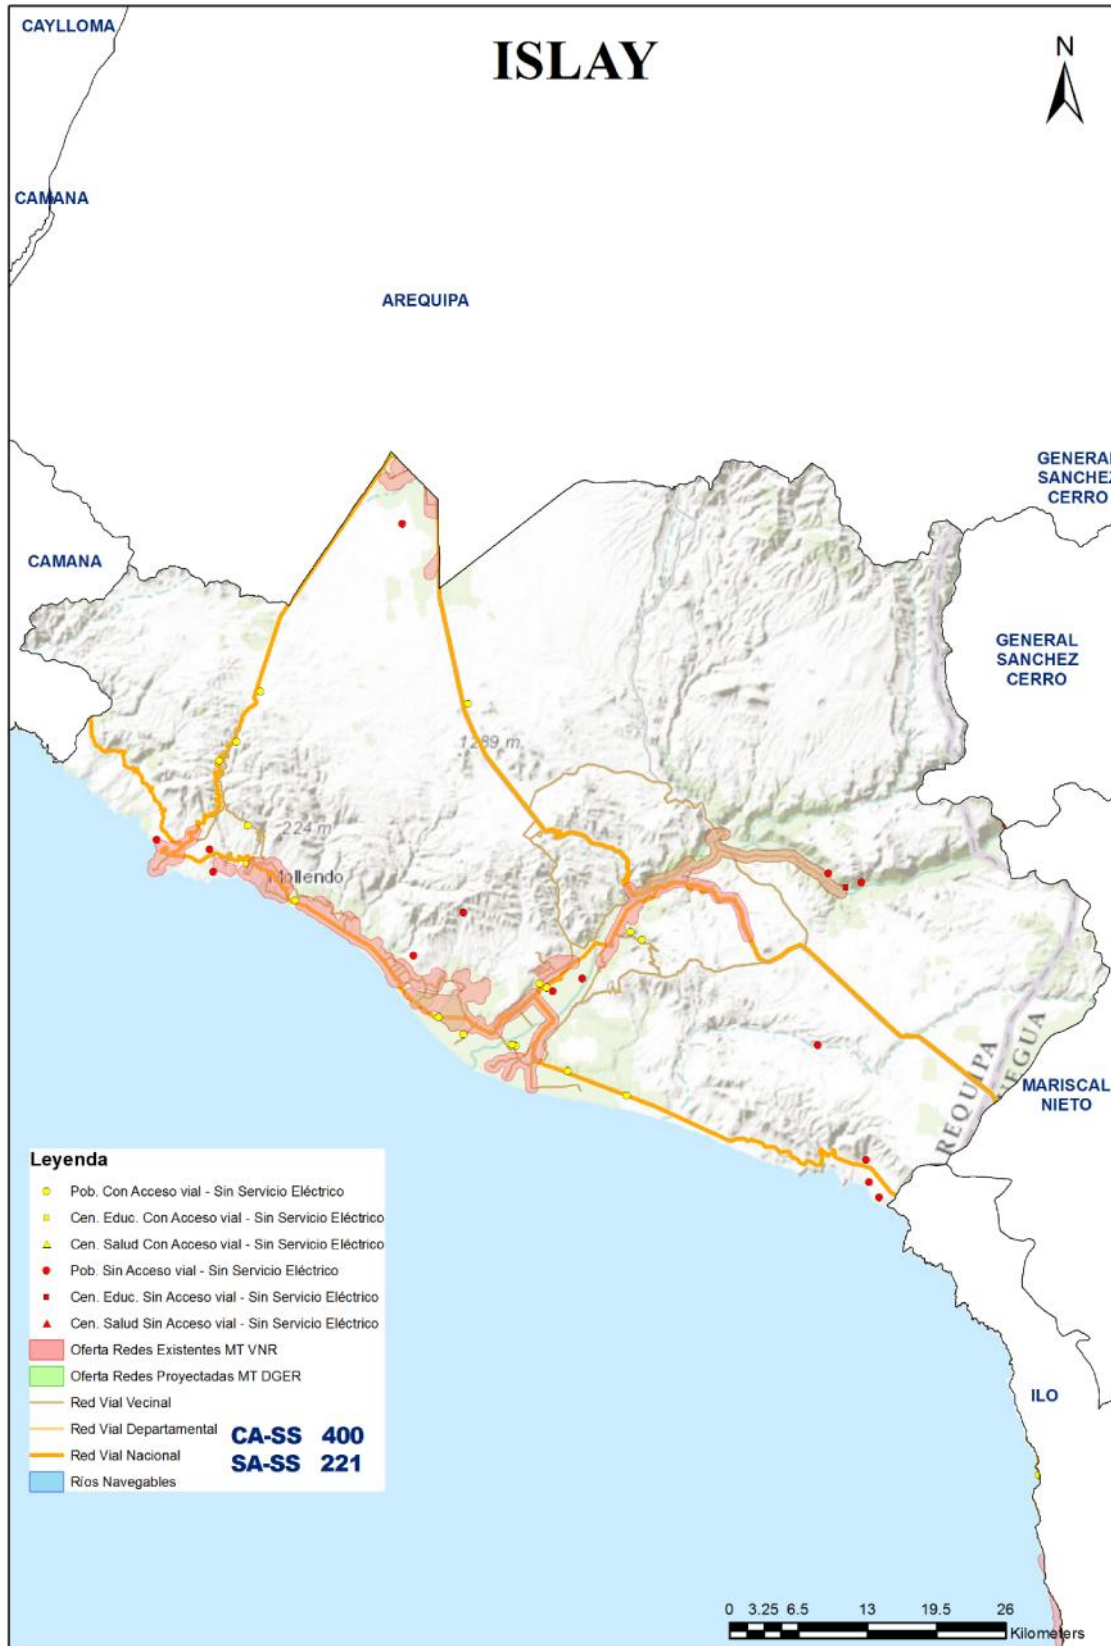 CAYLLOMA
ISLAY
N
CAMANA
AREQUIPA
GENERAL
SANCHEZ
CERRO
CAMANA
GENERAL
SANCHEZ
CERRO
1289 m
224 m
Mollendo
REQUIPA
UEGUA
MARISCAL
NIETO
Leyenda
Pob. Con Acceso vial - Sin Servicio Eléctrico
Cen. Educ. Con Acceso vial - Sin Servicio Eléctrico
Cen. Salud Con Acceso vial - Sin Servicio Eléctrico
Pob. Sin Acceso vial - Sin Servicio Eléctrico
Cen. Educ. Sin Acceso vial - Sin Servicio Eléctrico
Cen. Salud Sin Acceso vial - Sin Servicio Eléctrico
Oferta Redes Existentes MT VNR
Oferta Redes Proyectadas MT DGER
Red Vial Vecinal
Red Vial Departamental
Red Vial Nacional
Ríos Navegables
CA-SS 400
SA-SS 221
ILO
0 3.25 6.5 13 19.5 26
Kilometers